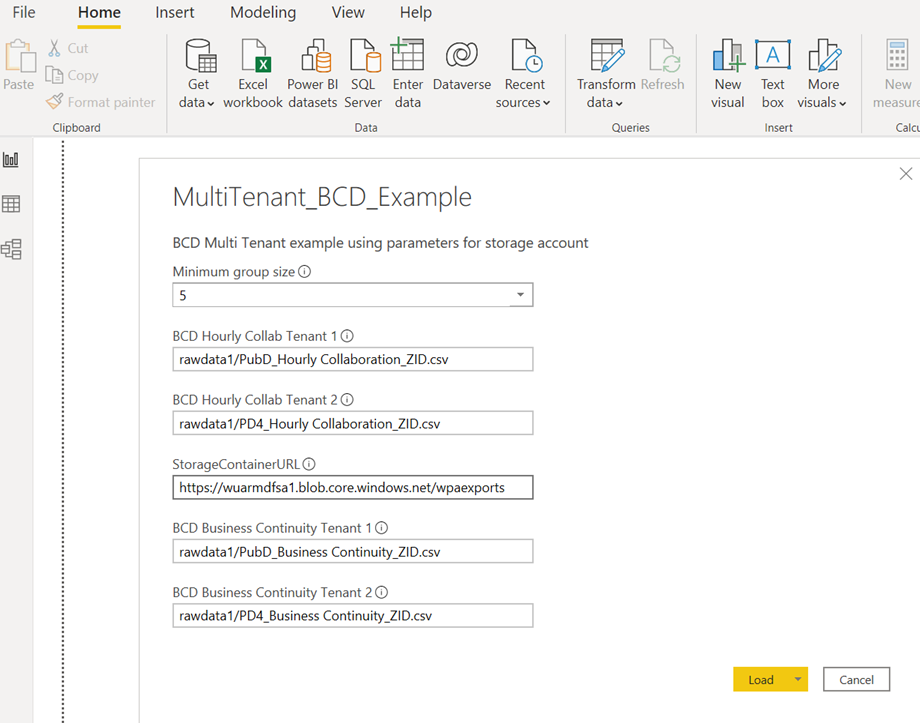 File Home Insert Modeling View Help
Paste
Cut
Copy
Format painter
Clipboard
Get data
Excel workbook
Power BI datasets
SQL Server
Enter data
Dataverse
Recent sources
Data
Transform data
Refresh
Queries
New visual
Text box
More visuals
Insert
New
measure
Calcu
MultiTenant_BCD_Example
BCD Multi Tenant example using parameters for storage account
Minimum group size
5
BCD Hourly Collab Tenant 1
rawdata1/PubD_Hourly Collaboration_ZID.csv
BCD Hourly Collab Tenant 2
rawdata1/PD4_Hourly Collaboration_ZID.csv
StorageContainerURL
https://wuarmdfsa1.blob.core.windows.net/wpaexports
BCD Business Continuity Tenant 1
rawdata1/PubD_Business Continuity_ZID.csv
BCD Business Continuity Tenant 2
rawdata1/PD4_Business Continuity_ZID.csv
Load Cancel